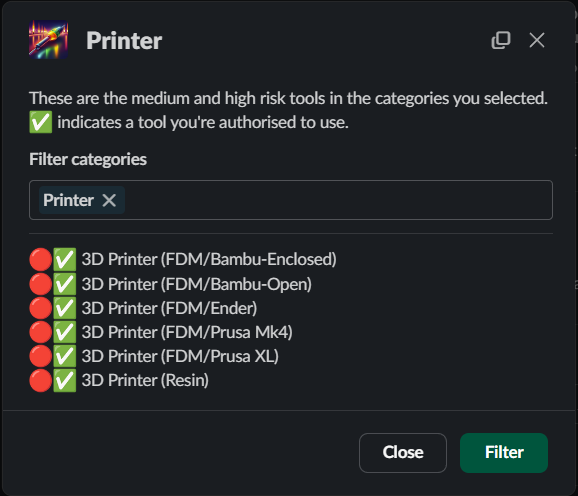 Printer
These are the medium and high risk tools in the categories you selected.
✅ indicates a tool you're authorised to use.
Filter categories
Printer
🔴✅ 3D Printer (FDM/Bambu-Enclosed)
🔴✅ 3D Printer (FDM/Bambu-Open)
🔴✅ 3D Printer (FDM/Ender)
🔴✅ 3D Printer (FDM/Prusa Mk4)
🔴✅ 3D Printer (FDM/Prusa XL)
🔴✅ 3D Printer (Resin)
Close Filter